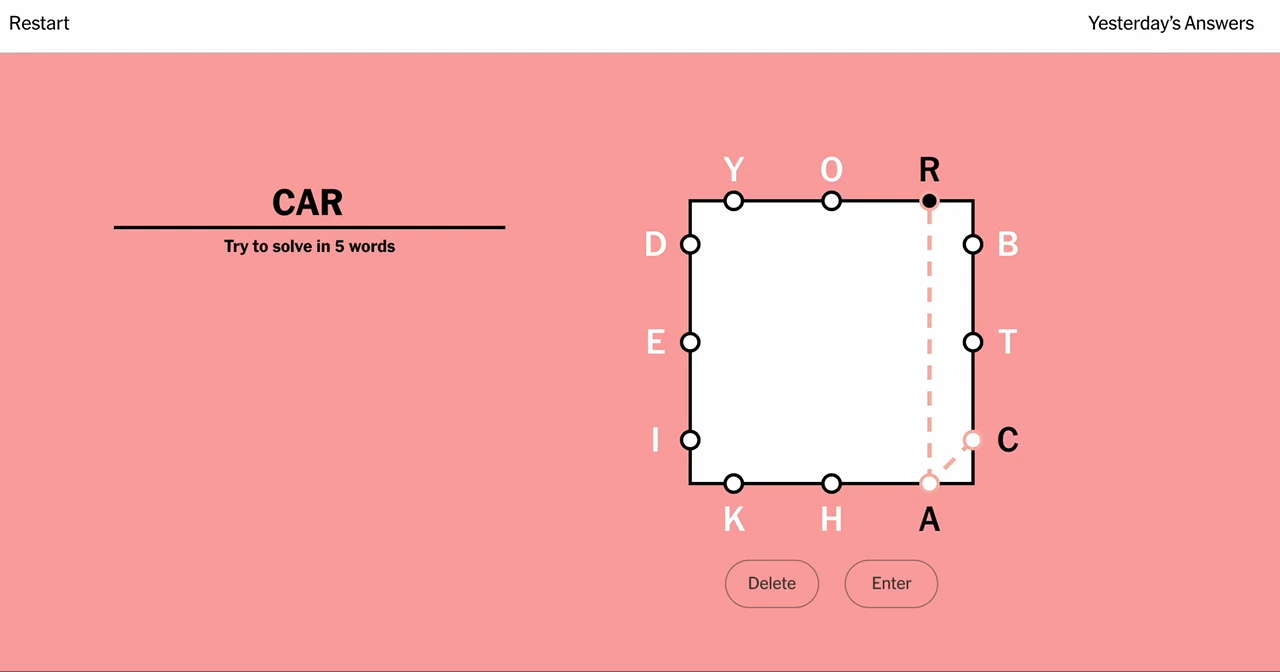 Restart
Yesterday's Answers
CAR
Try to solve in 5 words
Y O R
D
B
E
T
I
C
K H A
Delete
Enter